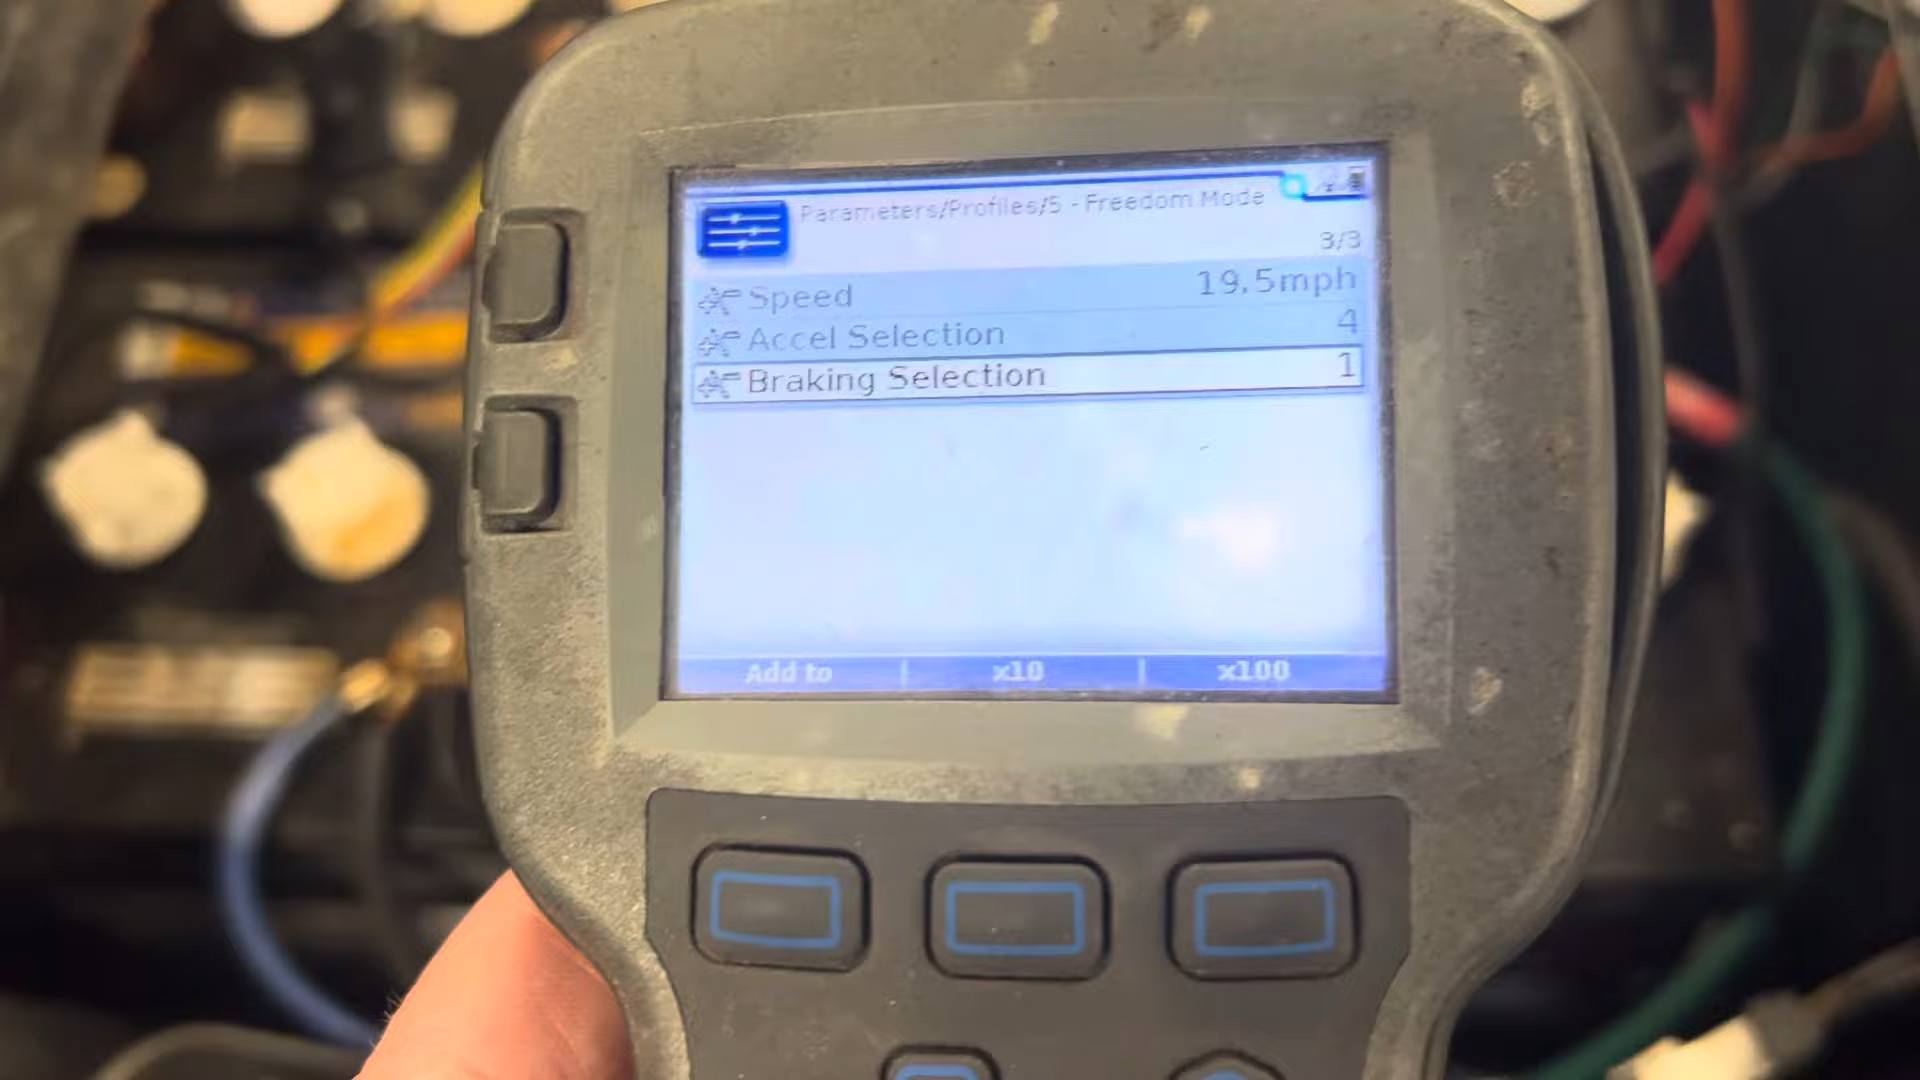 Parameters/Profiles/5 - Freedom Mode
3/3
Speed 19.5mph
Accel Selection 4
Braking Selection 1
Add to | x10 | x100